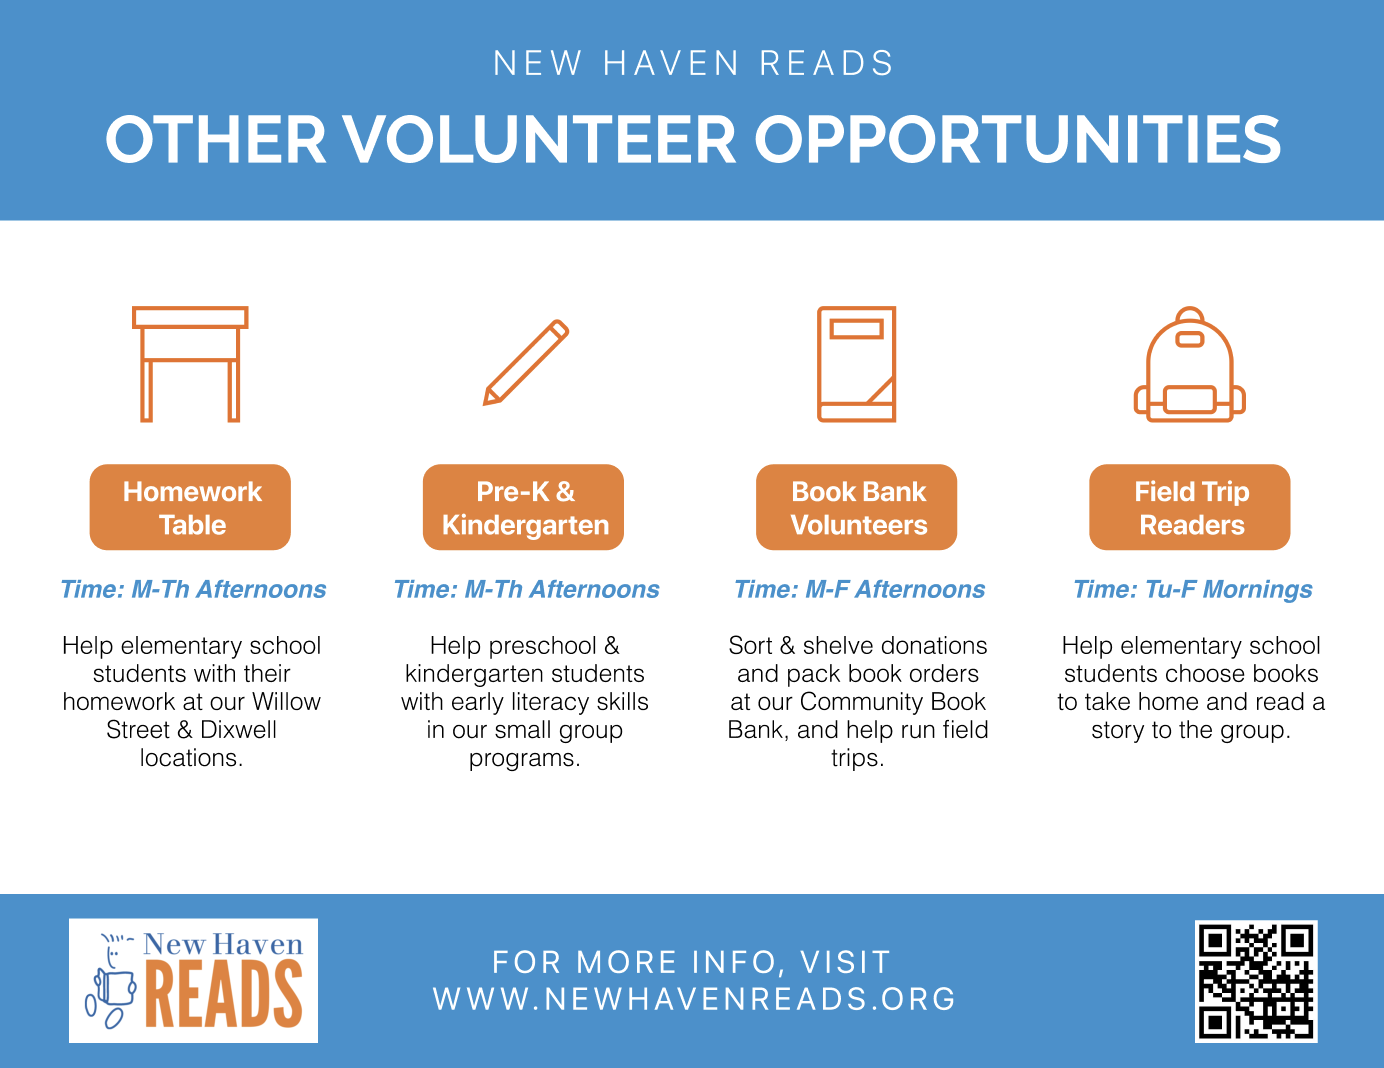 NEW HAVEN READS
OTHER VOLUNTEER OPPORTUNITIES
Homework
Table
Time: M-Th Afternoons
Help elementary school
students with their
homework at our Willow
Street & Dixwell
locations.
Pre-K &
Kindergarten
Time: M-Th Afternoons
Help preschool &
kindergarten students
with early literacy skills
in our small group
programs.
Book Bank
Volunteers
Time: M-F Afternoons
Sort & shelve donations
and pack book orders
at our Community Book
Bank, and help run field
trips.
Field Trip
Readers
Time: Tu-F Mornings
Help elementary school
students choose books
to take home and read a
story to the group.
New Haven
READS
FOR MORE INFO, VISIT
WWW.NEWHAVENREADS.ORG